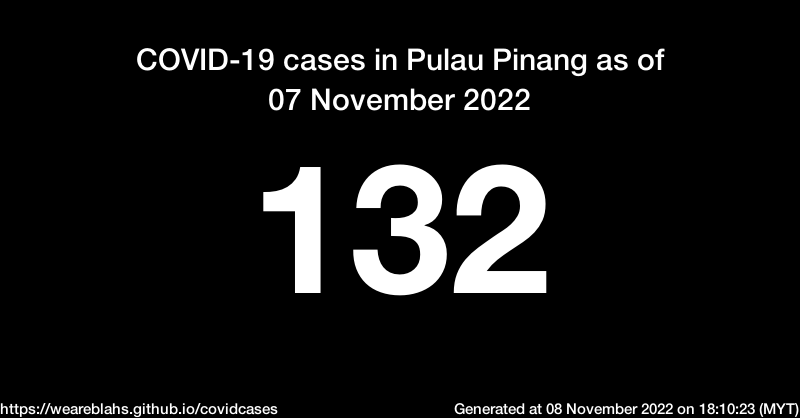 COVID-19 cases in Pulau Pinang as of
07 November 2022
132
https://weareblahs.github.io/covidcases
Generated at 08 November 2022 on 18:10:23 (MYT)